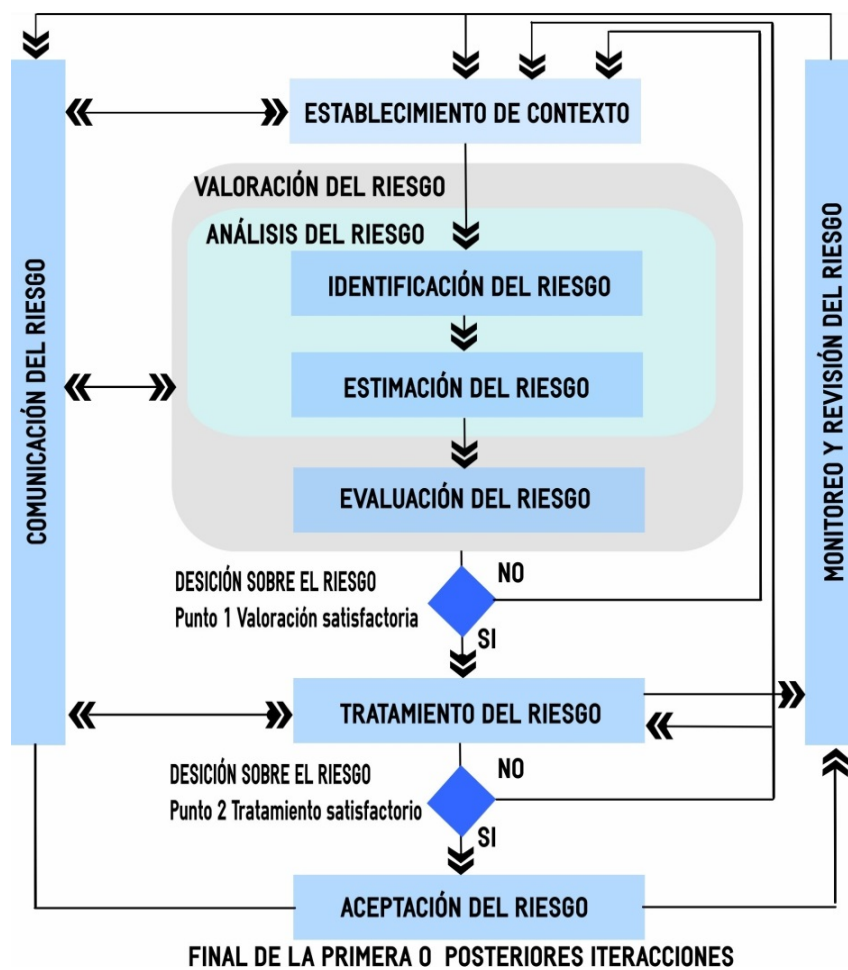 ESTABLECIMIENTO DE CONTEXTO
VALORACIÓN DEL RIESGO
ANÁLISIS DEL RIESGO
IDENTIFICACIÓN DEL RIESGO
ESTIMACIÓN DEL RIESGO
EVALUACIÓN DEL RIESGO
COMUNICACIÓN DEL RIESGO
MONITOREO Y REVISIÓN DEL RIESGO
DESICIÓN SOBRE EL RIESGO
Punto 1 Valoración satisfactoria
NO
SI
TRATAMIENTO DEL RIESGO
DESICIÓN SOBRE EL RIESGO
Punto 2 Tratamiento satisfactorio
NO
SI
ACEPTACIÓN DEL RIESGO
FINAL DE LA PRIMERA O POSTERIORES ITERACCIONES